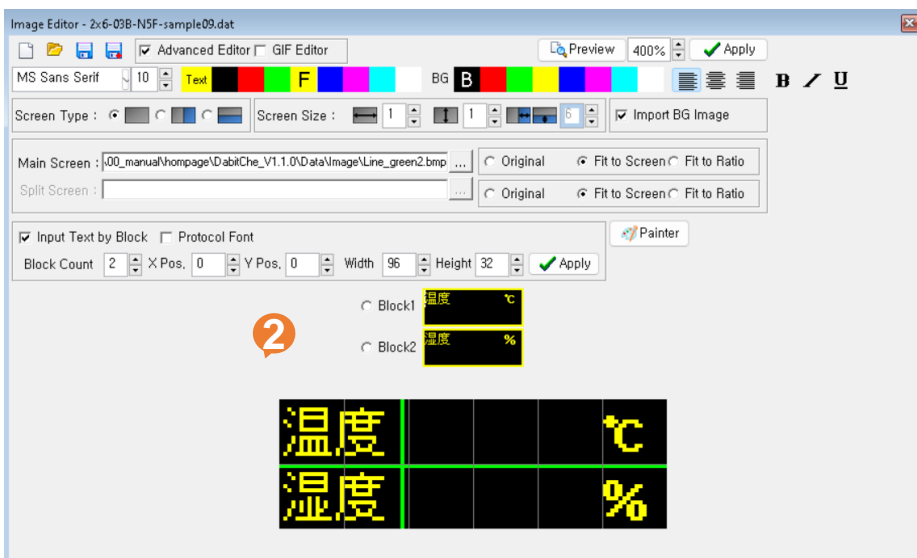 Image Editor - 2x6-03B-N5F-sample09.dat
Advanced Editor GIF Editor Preview 400% Apply
MS Sans Serif 10 Text F BG B B I U
Screen Type : Screen Size : 1 1 6 Import BG Image
Main Screen : .00_manual\hompage\DabitChe_V1.1.0\Data\Image\Line_green2.bmp ... Original Fit to Screen Fit to Ratio
Split Screen : ... Original Fit to Screen Fit to Ratio
Input Text by Block Protocol Font Painter
Block Count 2 X Pos. 0 Y Pos. 0 Width 96 Height 32 Apply
Block1 温度 ℃
2
Block2 湿度 %
温度 ℃
湿度 %